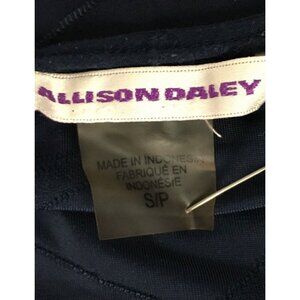 ALLISON DALEY
MADE IN INDONESIA
FABRIQUÉ EN
INDONÉSIE
S/P